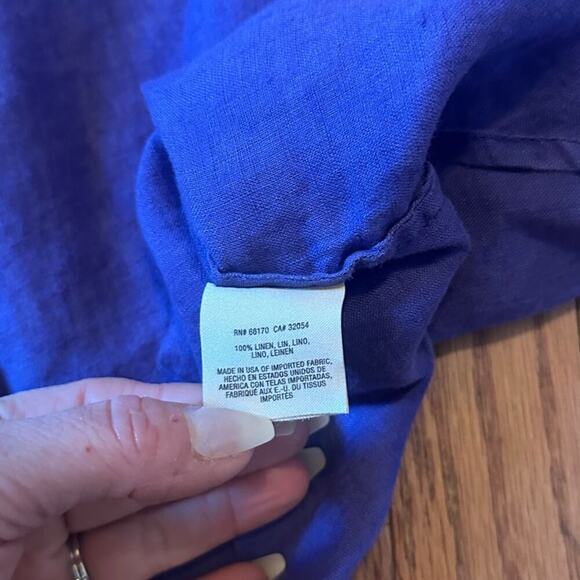 RN# 66170 CA# 32054
100% LINEN, LIN, LINO,
LINO, LEINEN
MADE IN USA OF IMPORTED FABRIC,
HECHO EN ESTADOS UNIDOS DE
AMERICA CON TELAS IMPORTADAS,
FABRIQUÉ AUX E.-U. DU TISSUS
IMPORTÉS